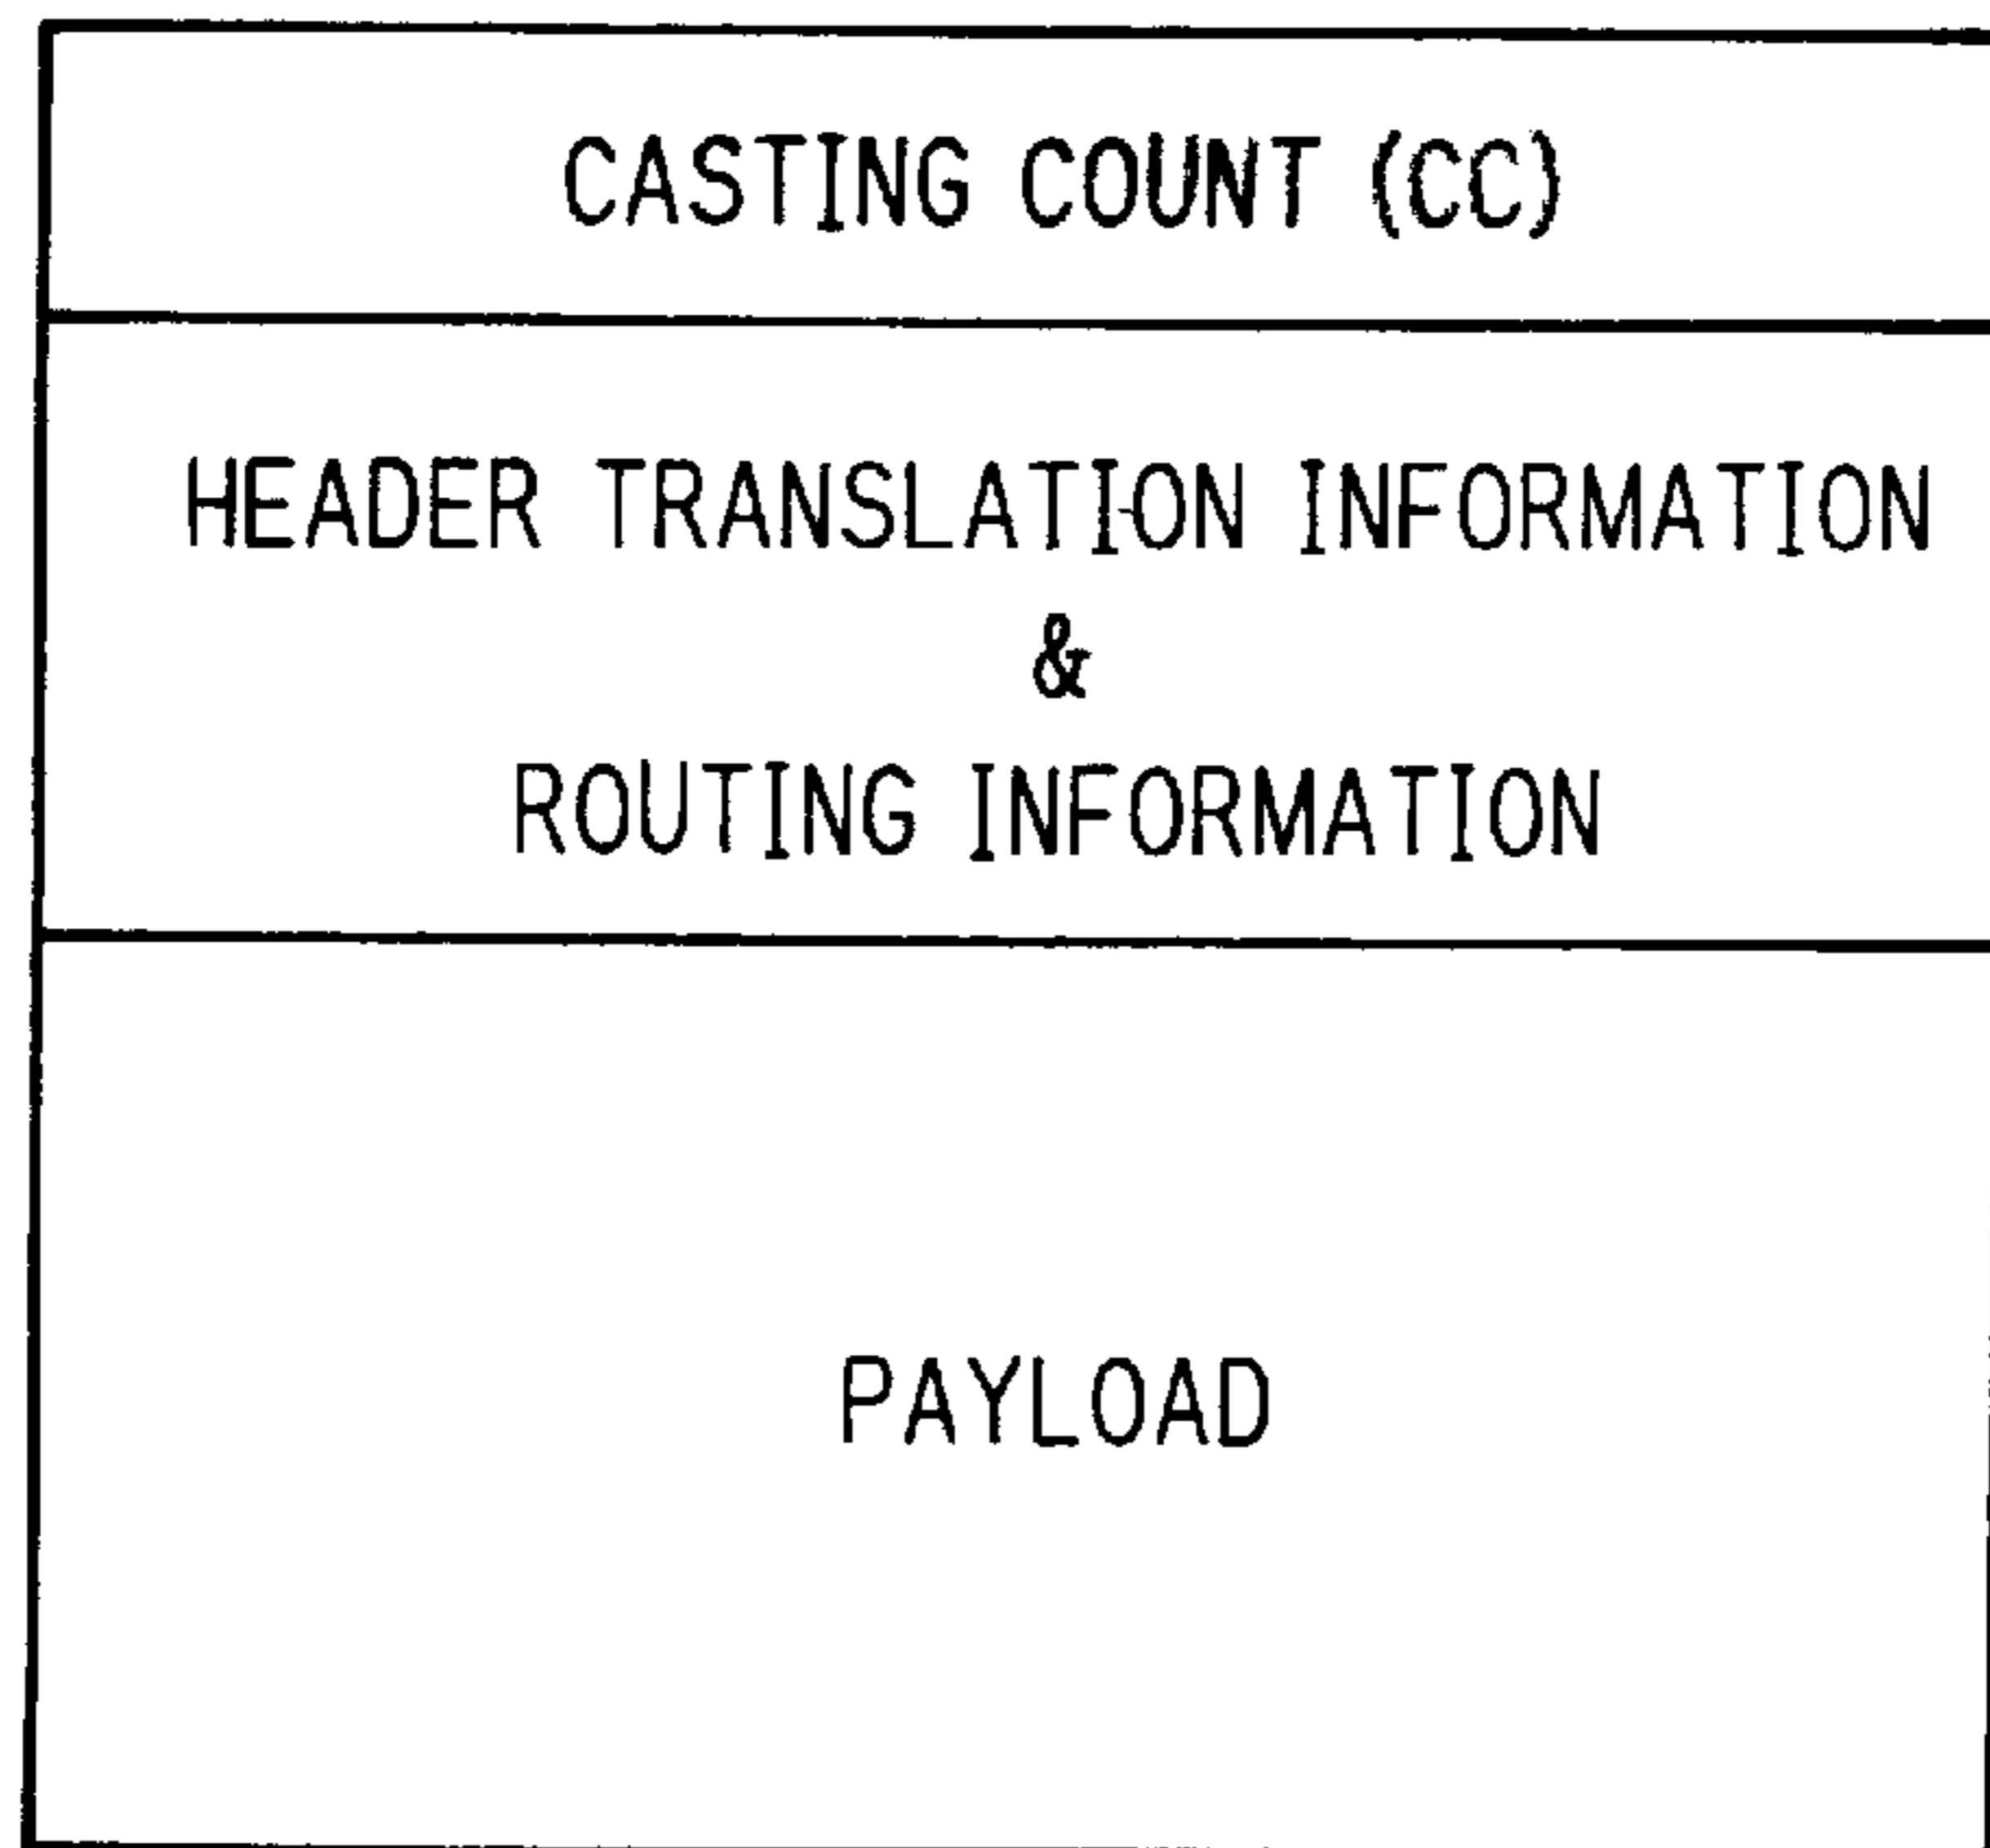 CASTING COUNT (CC)
HEADER TRANSLATION INFORMATION
&
ROUTING INFORMATION
PAYLOAD